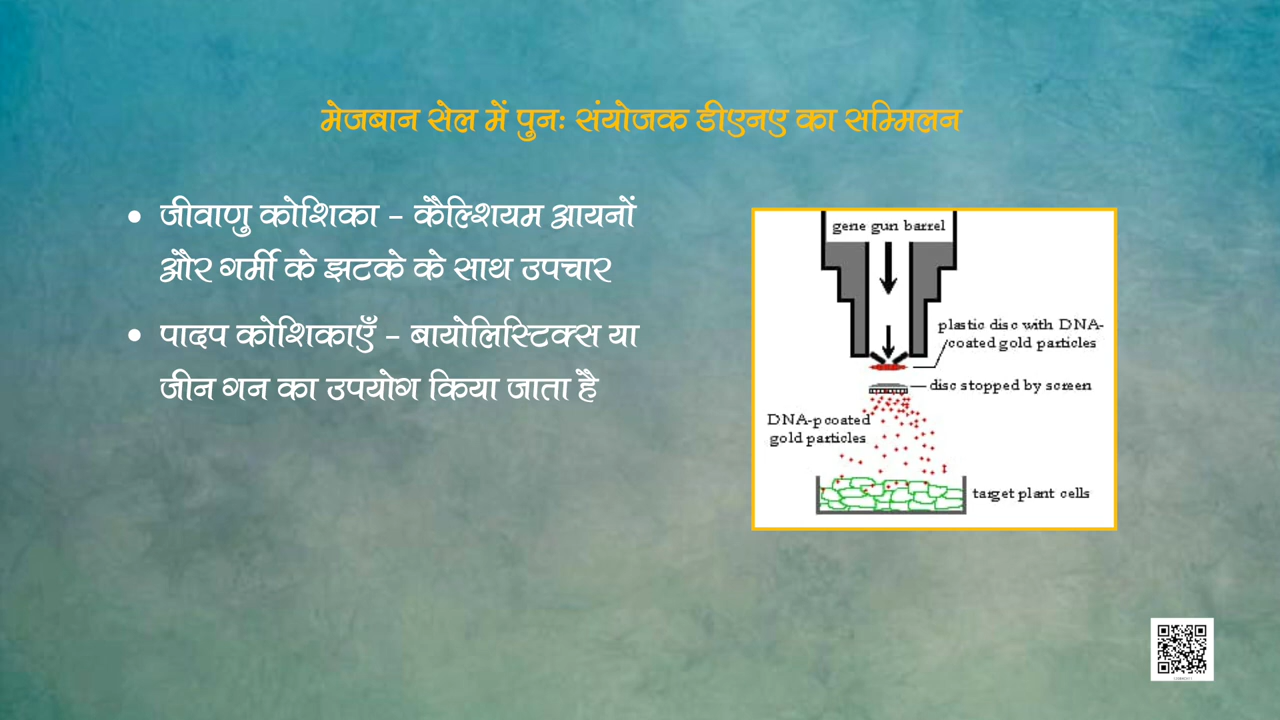 मेजबान सेल में पुनः संयोजक डीएनए का सम्मिलन
• जीवाणु कोशिका - कैल्शियम आयनों
और गर्मी के झटके के साथ उपचार
• पादप कोशिकाएँ - बायोलिस्टिक्स या
जीन गन का उपयोग किया जाता है
gene gun barrel
plastic disc with DNA-
coated gold particles
disc stopped by screen
DNA-pcoated
gold particles
target plant cells